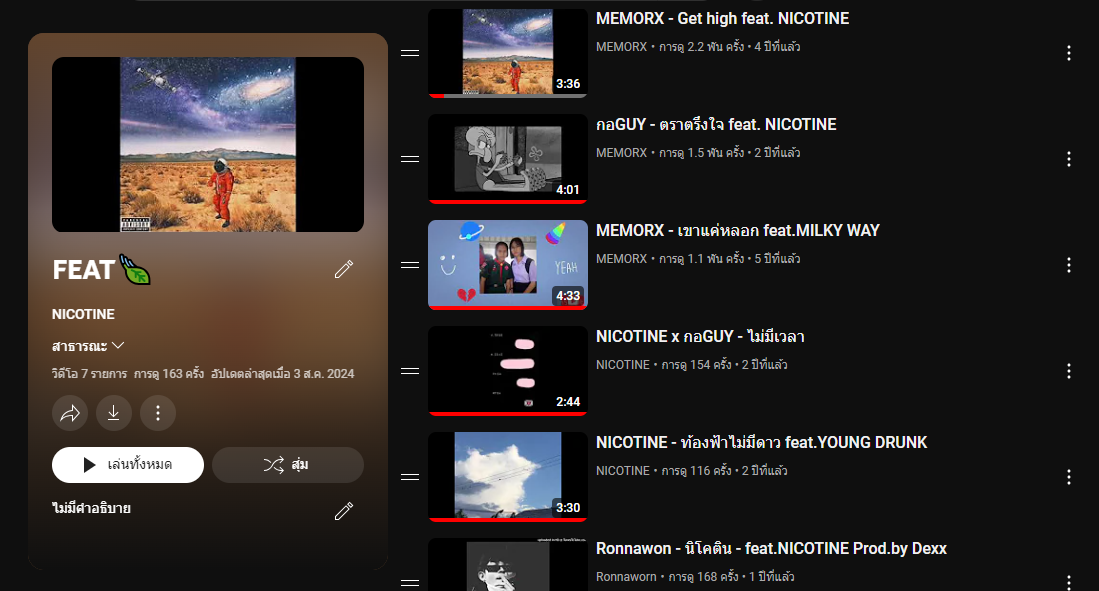 FEAT
NICOTINE
สาธารณะ
วิดีโอ 7 รายการ การดู 163 ครั้ง อัปเดตล่าสุดเมื่อ 3 ส.ค. 2024
เล่นทั้งหมด
สุ่ม
ไม่มีคำอธิบาย
3:36
MEMORX - Get high feat. NICOTINE
MEMORX • การดู 2.2 พัน ครั้ง • 4 ปีที่แล้ว
4:01
กอGUY - ตราตรึงใจ feat. NICOTINE
MEMORX • การดู 1.5 พัน ครั้ง • 2 ปีที่แล้ว
YEAH
4:33
MEMORX - เขาแค่หลอก feat.MILKY WAY
MEMORX • การดู 1.1 พัน ครั้ง • 5 ปีที่แล้ว
2:44
NICOTINE x กอGUY - ไม่มีเวลา
NICOTINE • การดู 154 ครั้ง • 2 ปีที่แล้ว
3:30
NICOTINE - ท้องฟ้าไม่มีดาว feat.YOUNG DRUNK
NICOTINE • การดู 116 ครั้ง • 2 ปีที่แล้ว
Ronnawon - นิโคติน - feat.NICOTINE Prod.by Dexx
Ronnaworn • การดู 168 ครั้ง • 1 ปีที่แล้ว